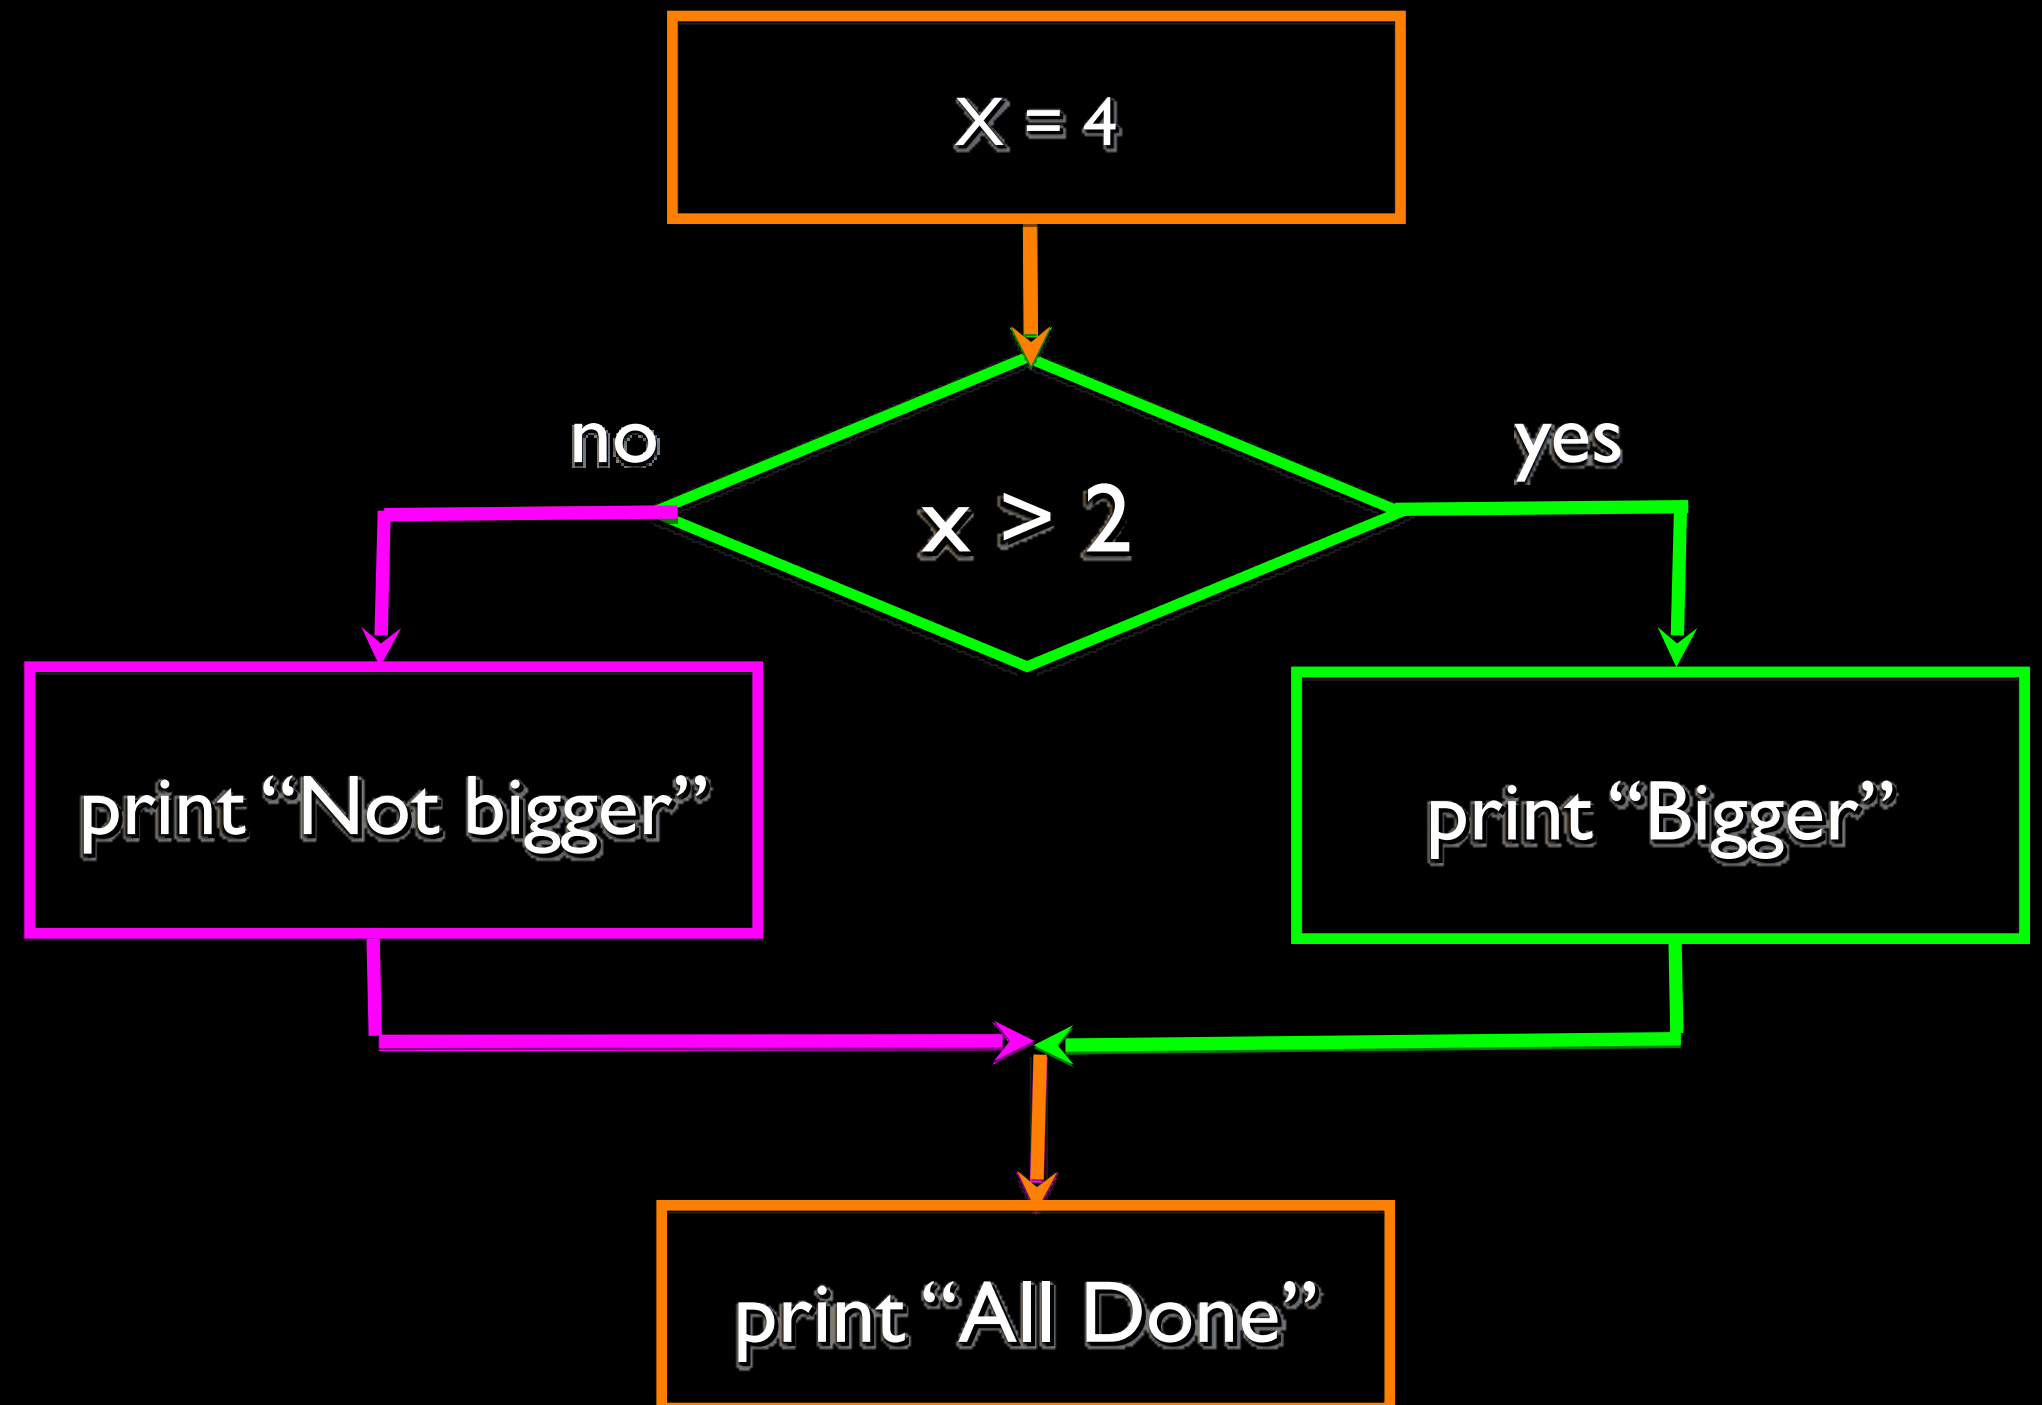 X = 4
no
yes
x > 2
print “Not bigger”
print “Bigger”
print “All Done”